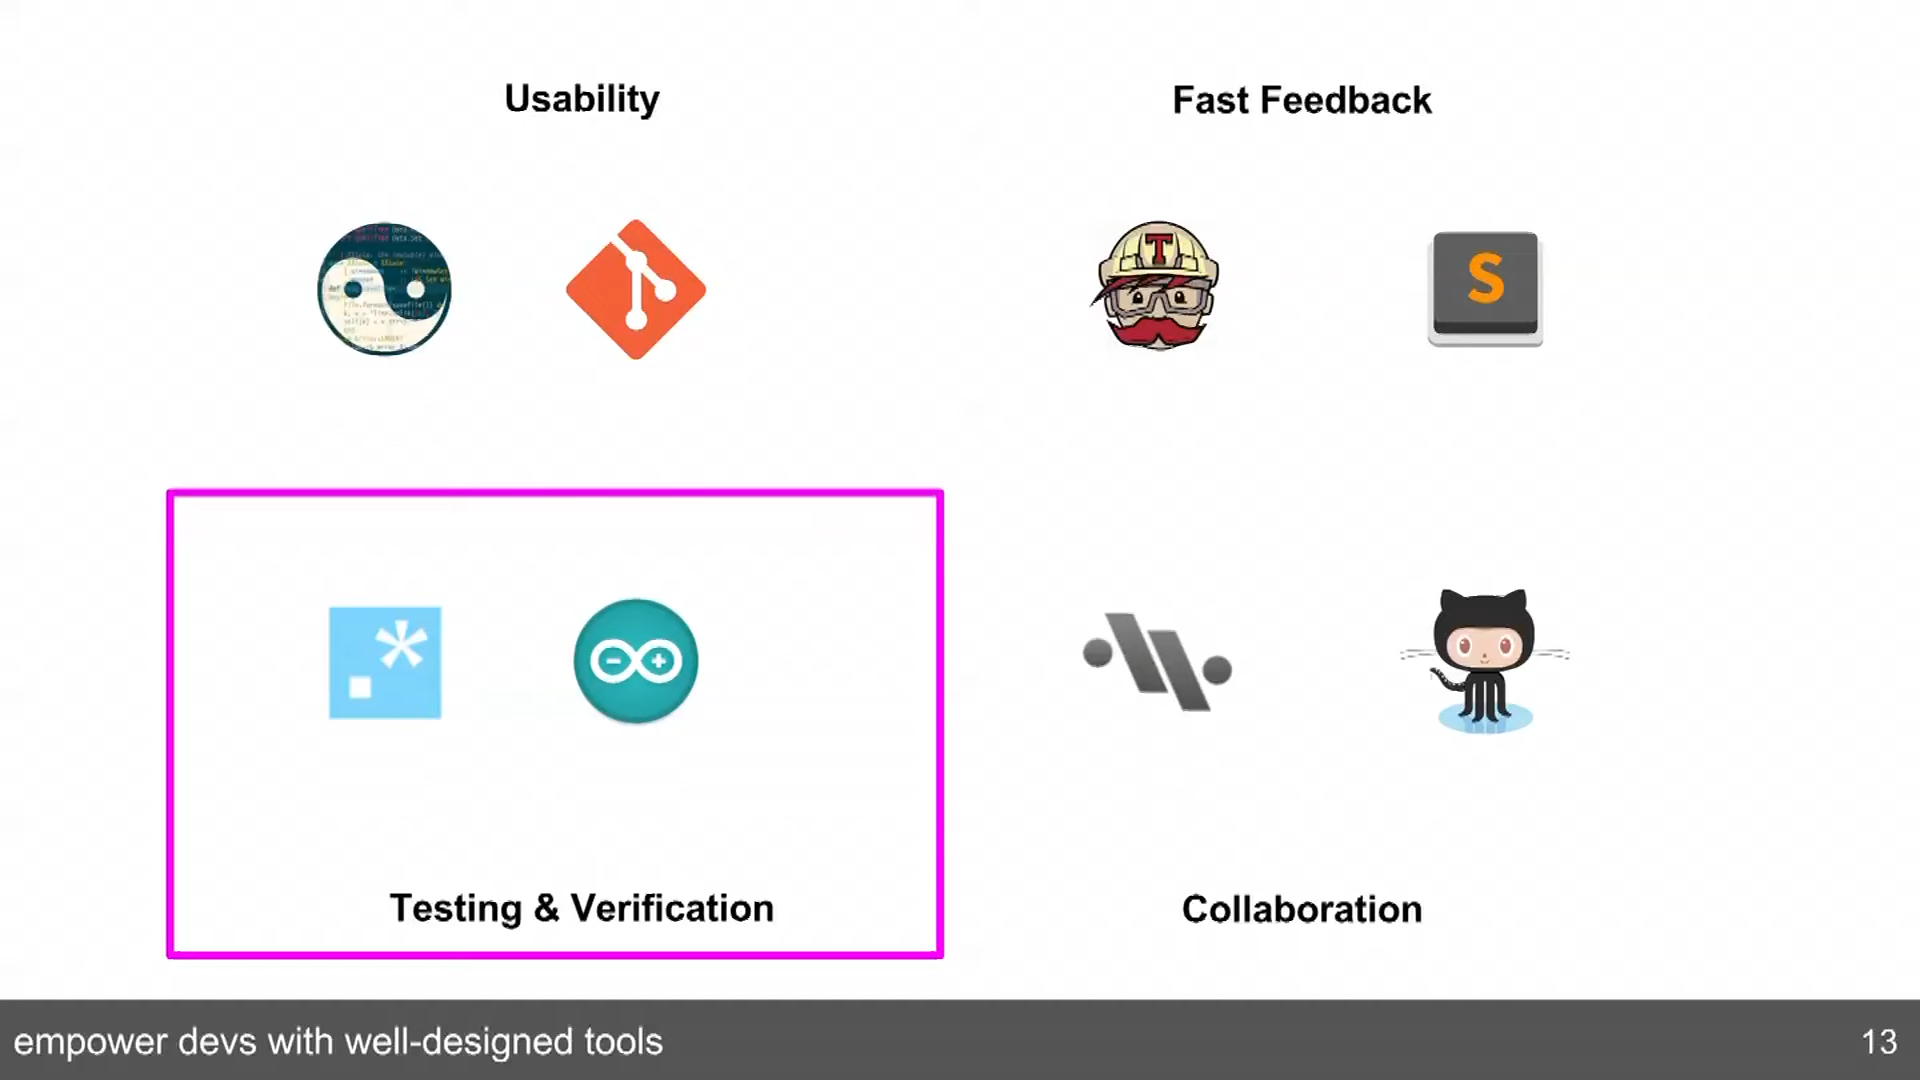 Usability
Fast Feedback
T
S
Testing & Verification
Collaboration
empower devs with well-designed tools
13